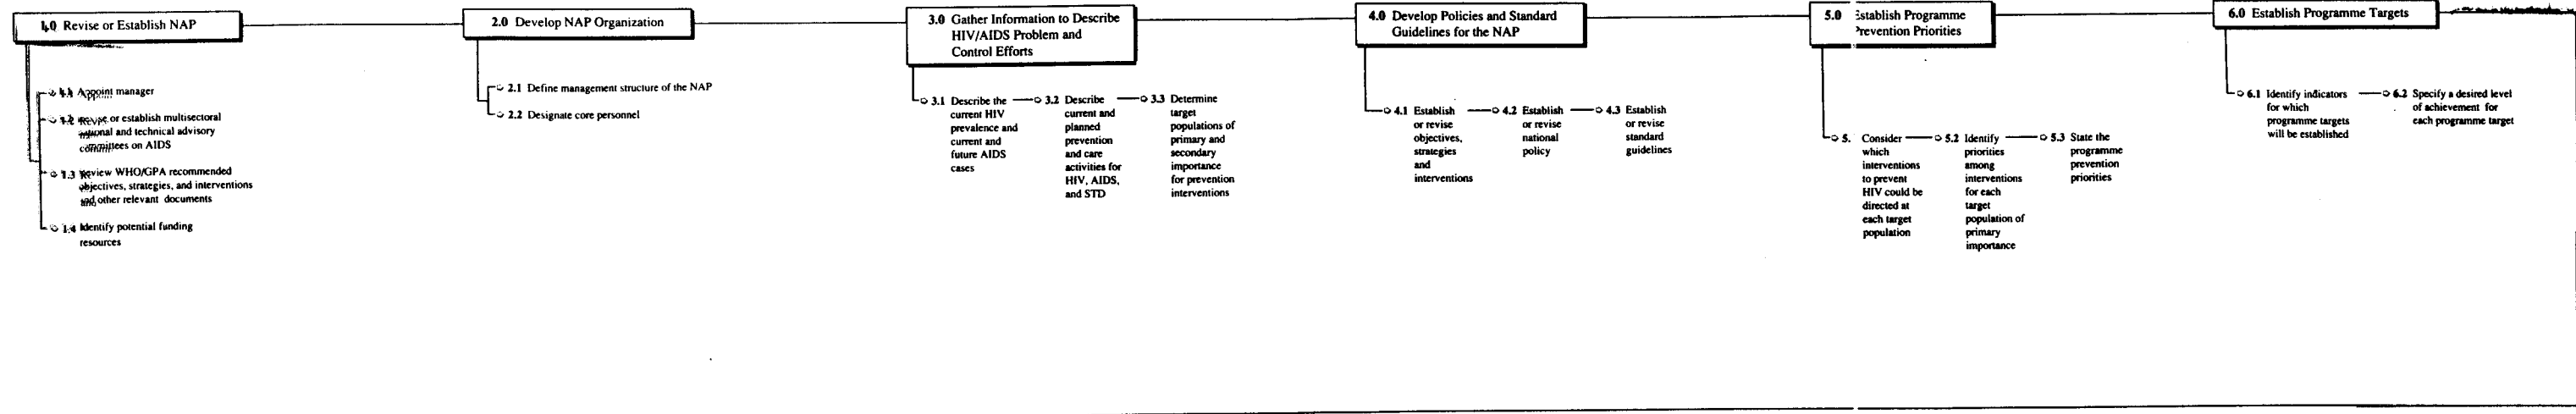 1.0 Revise or Establish NAP
1.1 Appoint manager
1.2 Revise or establish multisectoral
national and technical advisory
committees on AIDS
1.3 Review WHO/GPA recommended
objectives, strategies, and interventions
and other relevant documents
1.4 Identify potential funding
resources
2.0 Develop NAP Organization
2.1 Define management structure of the NAP
2.2 Designate core personnel
3.0 Gather Information to Describe
HIV/AIDS Problem and
Control Efforts
3.1 Describe the
current HIV
prevalence and
current and
future AIDS
cases
3.2 Describe
current and
planned
prevention
and care
activities for
HIV, AIDS,
and STD
3.3 Determine
target
populations of
primary and
secondary
importance
for prevention
interventions
4.0 Develop Policies and Standard
Guidelines for the NAP
4.1 Establish
or revise
objectives,
strategies
and
interventions
4.2 Establish
or revise
national
policy
4.3 Establish
or revise
standard
guidelines
5.0 Establish Programme
Prevention Priorities
5. Consider
which
interventions
to prevent
HIV could be
directed at
each target
population
5.2 Identify
priorities
among
interventions
for each
target
population of
primary
importance
5.3 State the
programme
prevention
priorities
6.0 Establish Programme Targets
6.1 Identify indicators
for which
programme targets
will be established
6.2 Specify a desired level
of achievement for
each programme target